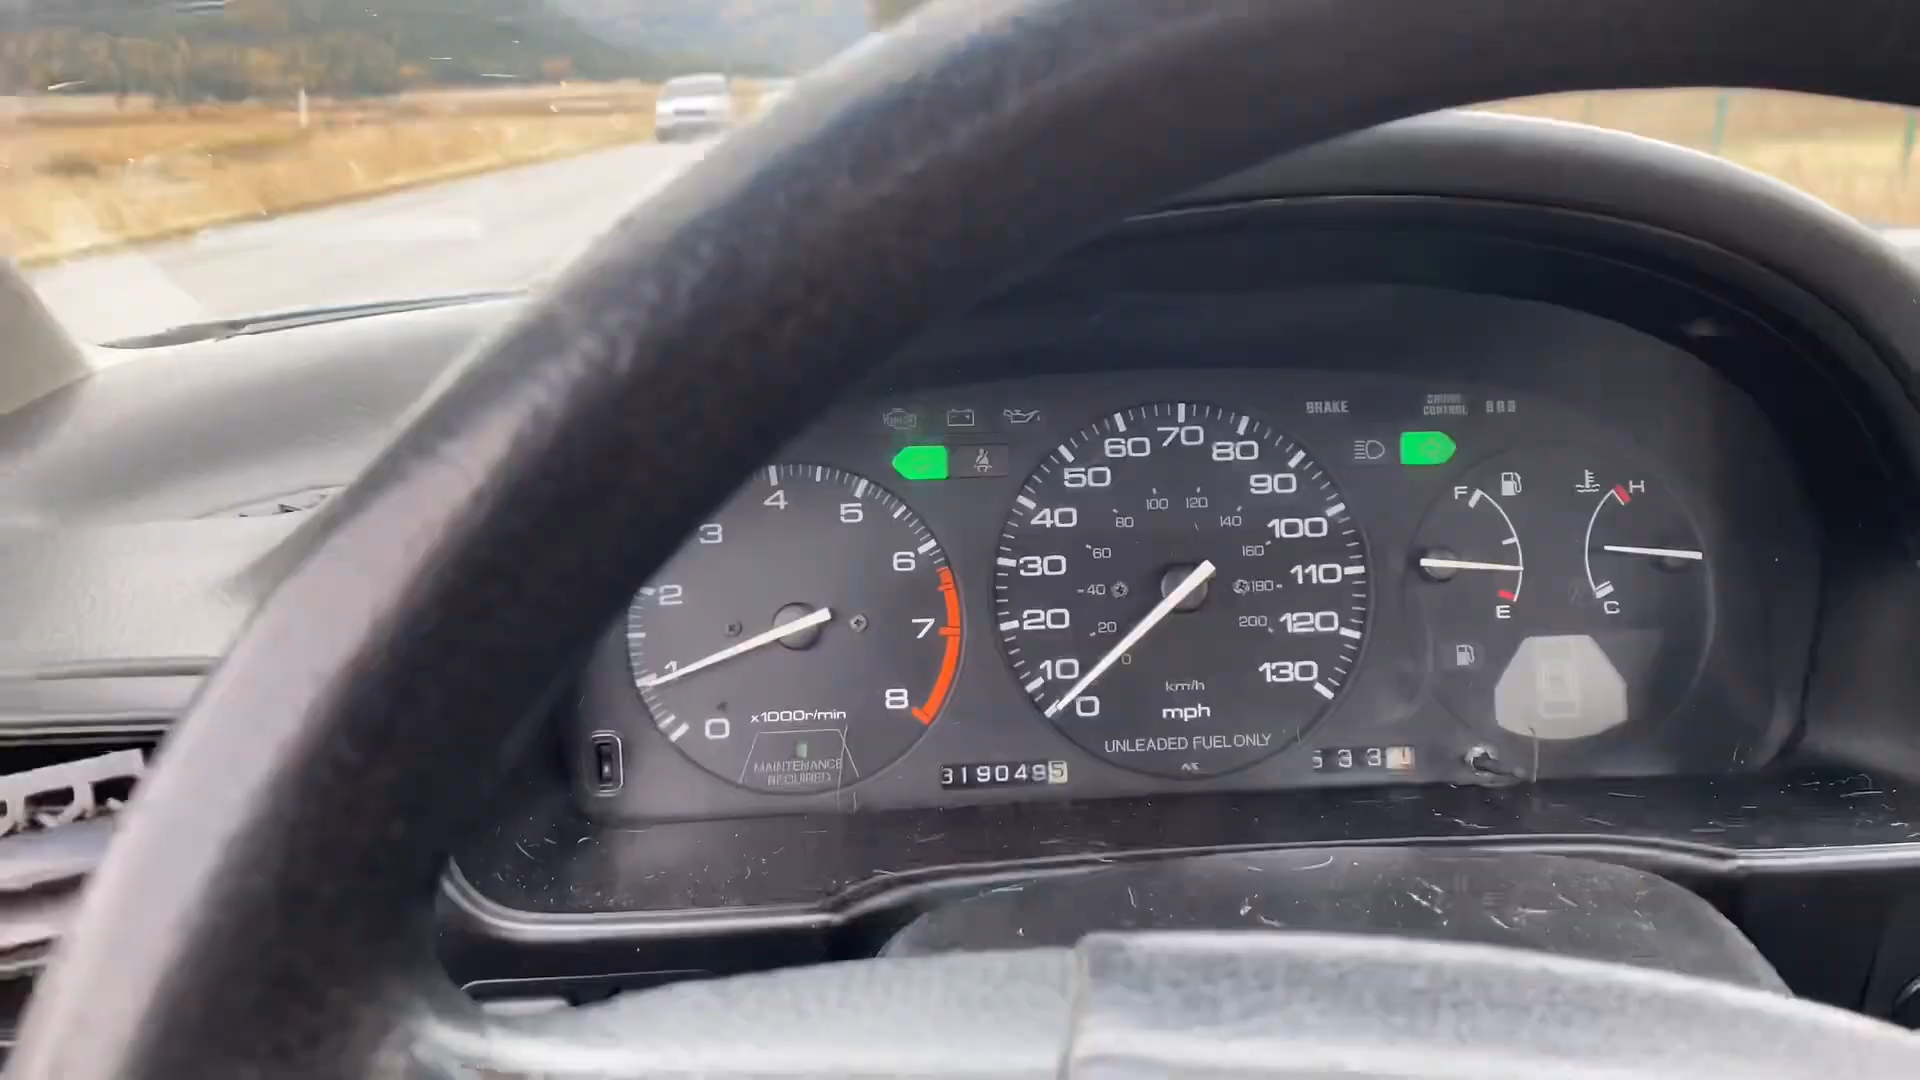 BRAKE
CRUISE
CONTROL
4
5
3
6
2
7
1
8
0
x1000r/min
MAINTENANCE
REQUIRED
60
70
80
50
90
40
100
30
110
20
120
10
130
0
100
120
80
140
60
160
40
180
20
200
0
km/h
mph
UNLEADED FUEL ONLY
F
E
H
C